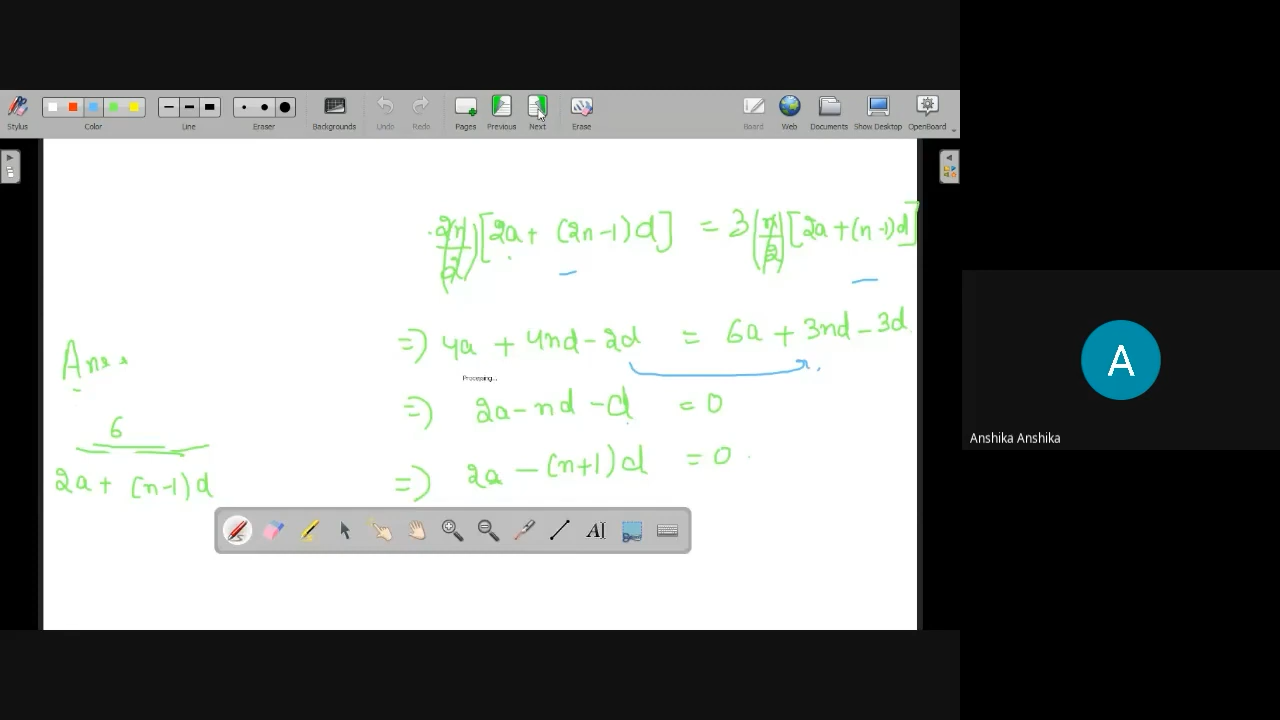 Stylus Color Line Eraser Backgrounds Undo Redo Pages Previous Next Erase Board Web Documents Show Desktop OpenBoard
2n/2 [2a + (2n-1)d] = 3 (n/2) [2a + (n-1)d]
=) 4a + 4nd - 2d = 6a + 3nd - 3d.
Processing...
=) 2a - nd - d = 0
=) 2a - (n+1)d = 0
Ans.
6
2a + (n-1)d
A
Anshika Anshika